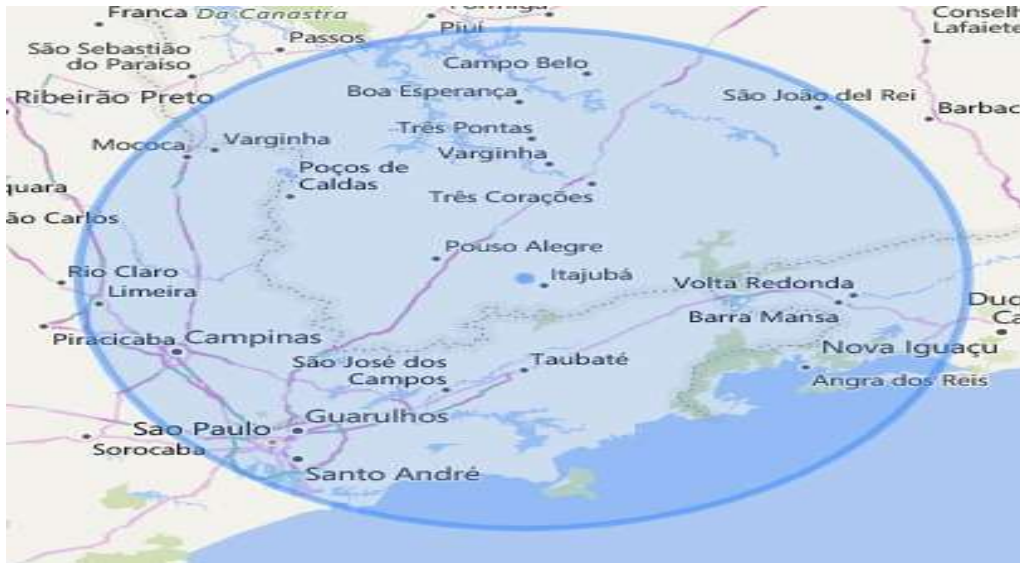 Franca
Da Canastra
Piuí
Passos
Conselh
Lafaiete
São Sebastião
do Paraíso
Campo Belo
Ribeirão Preto
Boa Esperança
São João del Rei
Barbac
Três Pontas
Mococa
Varginha
Varginha
Poços de
Caldas
quara
Três Corações
ão Carlos
Pouso Alegre
Rio Claro
Itajubá
Volta Redonda
Limeira
Duq
Barra Mansa
Ca
Piracicaba
Campinas
Nova Iguaçu
São José dos
Campos
Taubaté
Angra dos Reis
Guarulhos
Sao Paulo
Sorocaba
Santo André